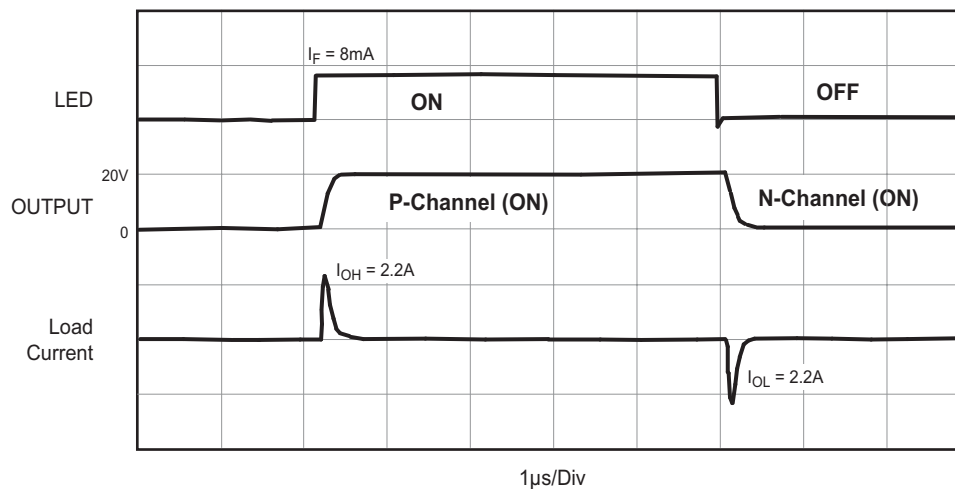 I_F = 8mA
LED
ON
OFF
20V
OUTPUT
P-Channel (ON)
N-Channel (ON)
0
I_OH = 2.2A
Load
Current
I_OL = 2.2A
1μs/Div